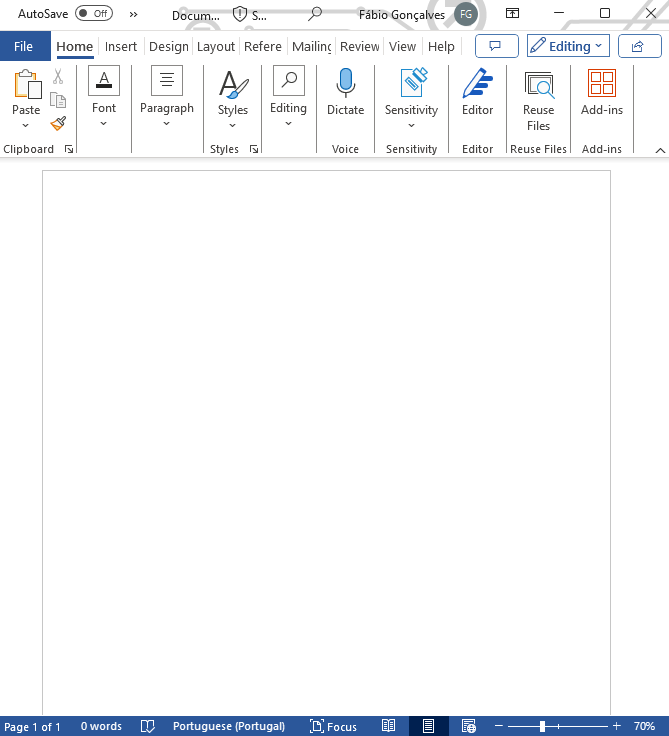 AutoSave Off » Docum... S... Fábio Gonçalves FG
File Home Insert Design Layout Refere Mailing Review View Help Editing
Paste Font Paragraph Styles Editing Dictate Sensitivity Editor Reuse Files Add-ins
Clipboard Styles Voice Sensitivity Editor Reuse Files Add-ins
Page 1 of 1 0 words Portuguese (Portugal) Focus 70%